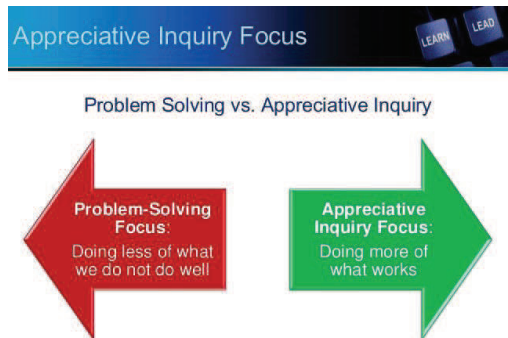 Appreciative Inquiry Focus
LEARN
LEAD
Problem Solving vs. Appreciative Inquiry
Problem-Solving
Focus:
Doing less of what
we do not do well
Appreciative
Inquiry Focus:
Doing more of
what works